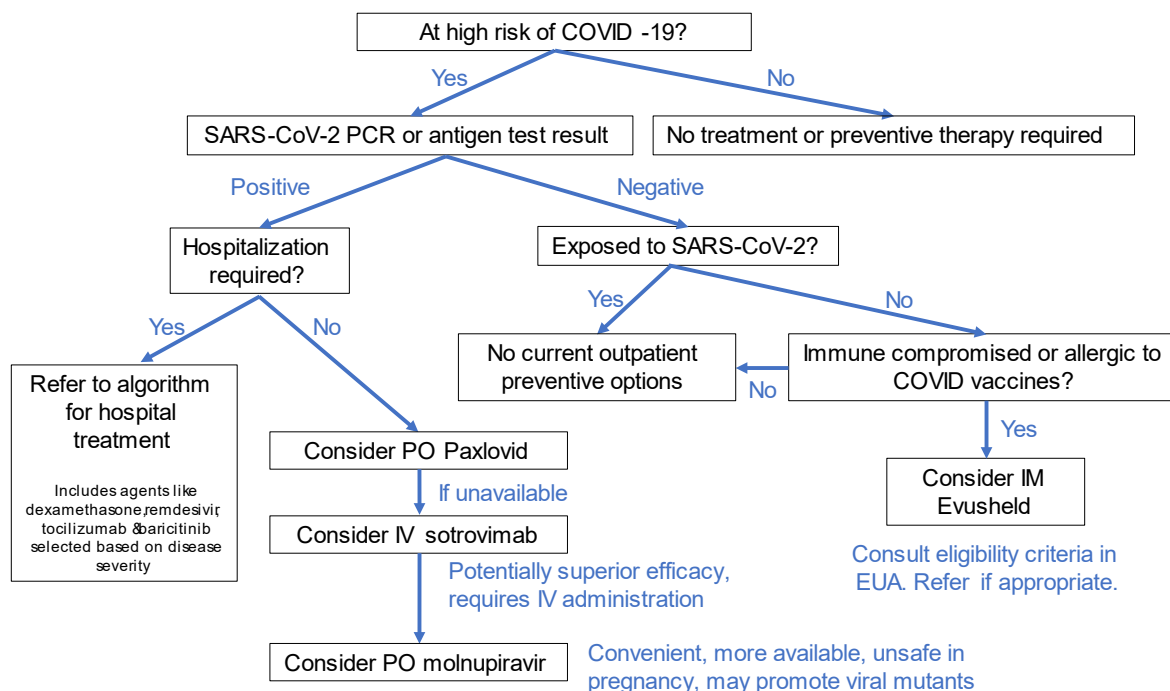 At high risk of COVID -19?
Yes
No
SARS-CoV-2 PCR or antigen test result
No treatment or preventive therapy required
Positive
Negative
Hospitalization
required?
Exposed to SARS-CoV-2?
Yes
No
Yes
No
Refer to algorithm
for hospital
treatment
Includes agents like
dexamethasone,remdesivir,
tocilizumab &baricitinib
selected based on disease
severity
No current outpatient
preventive options
No
Immune compromised or allergic to
COVID vaccines?
Yes
Consider PO Paxlovid
If unavailable
Consider IM
Evusheld
Consider IV sotrovimab
Consult eligibility criteria in
EUA. Refer if appropriate.
Potentially superior efficacy,
requires IV administration
Consider PO molnupiravir
Convenient, more available, unsafe in
pregnancy, may promote viral mutants